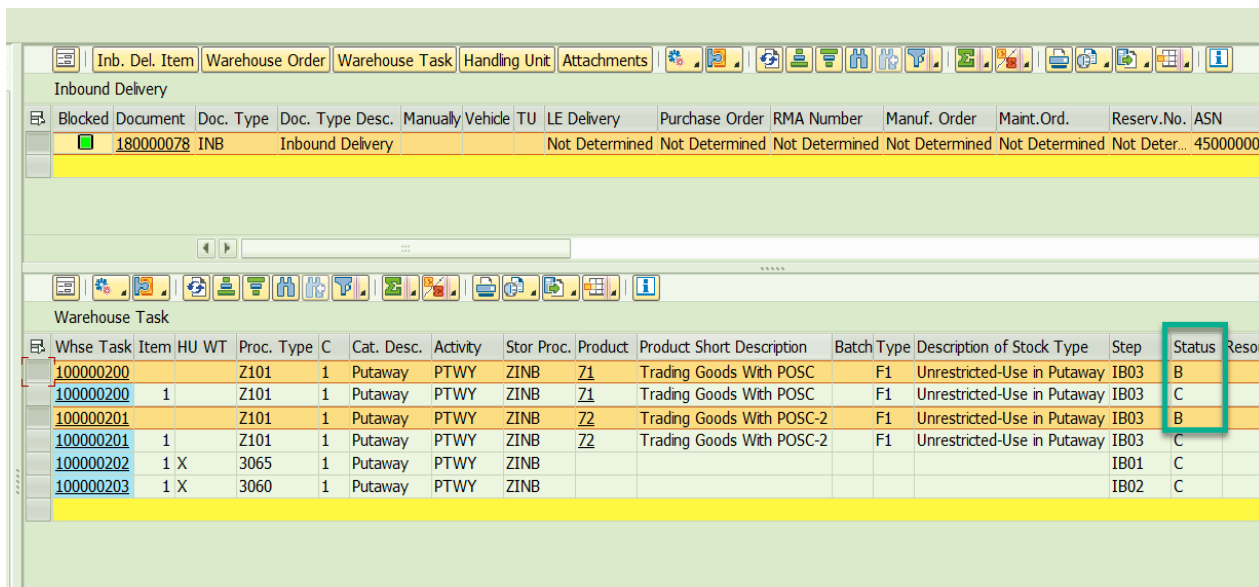 Inb. Del. Item Warehouse Order Warehouse Task Handling Unit Attachments
Inbound Delivery
Blocked Document Doc. Type Doc. Type Desc. Manually Vehicle TU LE Delivery Purchase Order RMA Number Manuf. Order Maint.Ord. Reserv.No. ASN
180000078 INB Inbound Delivery Not Determined Not Determined Not Determined Not Determined Not Determined Not Deter... 45000000
Warehouse Task
Whse Task Item HU WT Proc. Type C Cat. Desc. Activity Stor Proc. Product Product Short Description Batch Type Description of Stock Type Step Status Resou
100000200 Z101 1 Putaway PTWY ZINB 71 Trading Goods With POSC F1 Unrestricted-Use in Putaway IB03 B
100000200 1 Z101 1 Putaway PTWY ZINB 71 Trading Goods With POSC F1 Unrestricted-Use in Putaway IB03 C
100000201 Z101 1 Putaway PTWY ZINB 72 Trading Goods With POSC-2 F1 Unrestricted-Use in Putaway IB03 B
100000201 1 Z101 1 Putaway PTWY ZINB 72 Trading Goods With POSC-2 F1 Unrestricted-Use in Putaway IB03 C
100000202 1 X 3065 1 Putaway PTWY ZINB IB01 C
100000203 1 X 3060 1 Putaway PTWY ZINB IB02 C